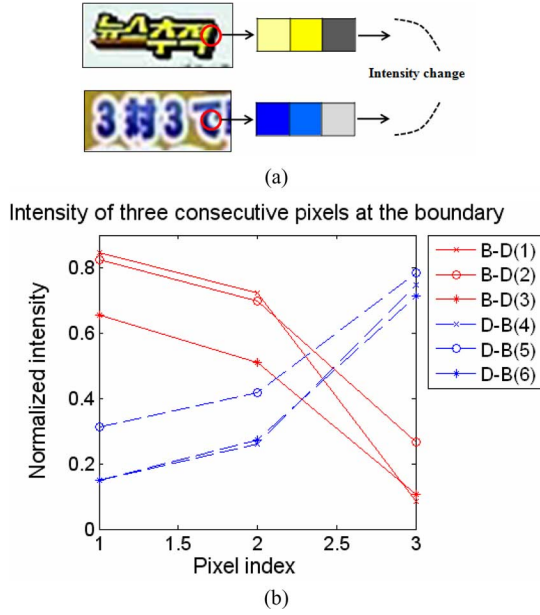 뉴스추적
Intensity change
3 封 3
(a)
Intensity of three consecutive pixels at the boundary
Normalized intensity
0.8
0.6
0.4
0.2
0
1
1.5
2
2.5
3
Pixel index
B-D(1)
B-D(2)
B-D(3)
D-B(4)
D-B(5)
D-B(6)
(b)